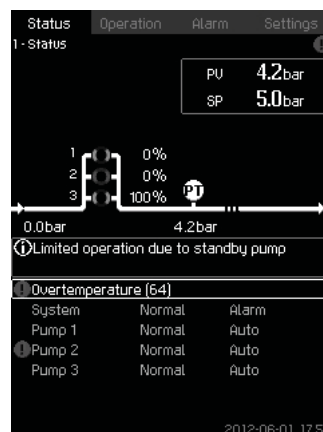 Status Operation Alarm Settings
1 - Status
PV 4.2bar
SP 5.0bar
1 0%
2 0%
3 100% PT
0.0bar 4.2bar
Limited operation due to standby pump
Overtemperature (64)
System Normal Alarm
Pump 1 Normal Auto
Pump 2 Normal Auto
Pump 3 Normal Auto
2012-06-01 17:5